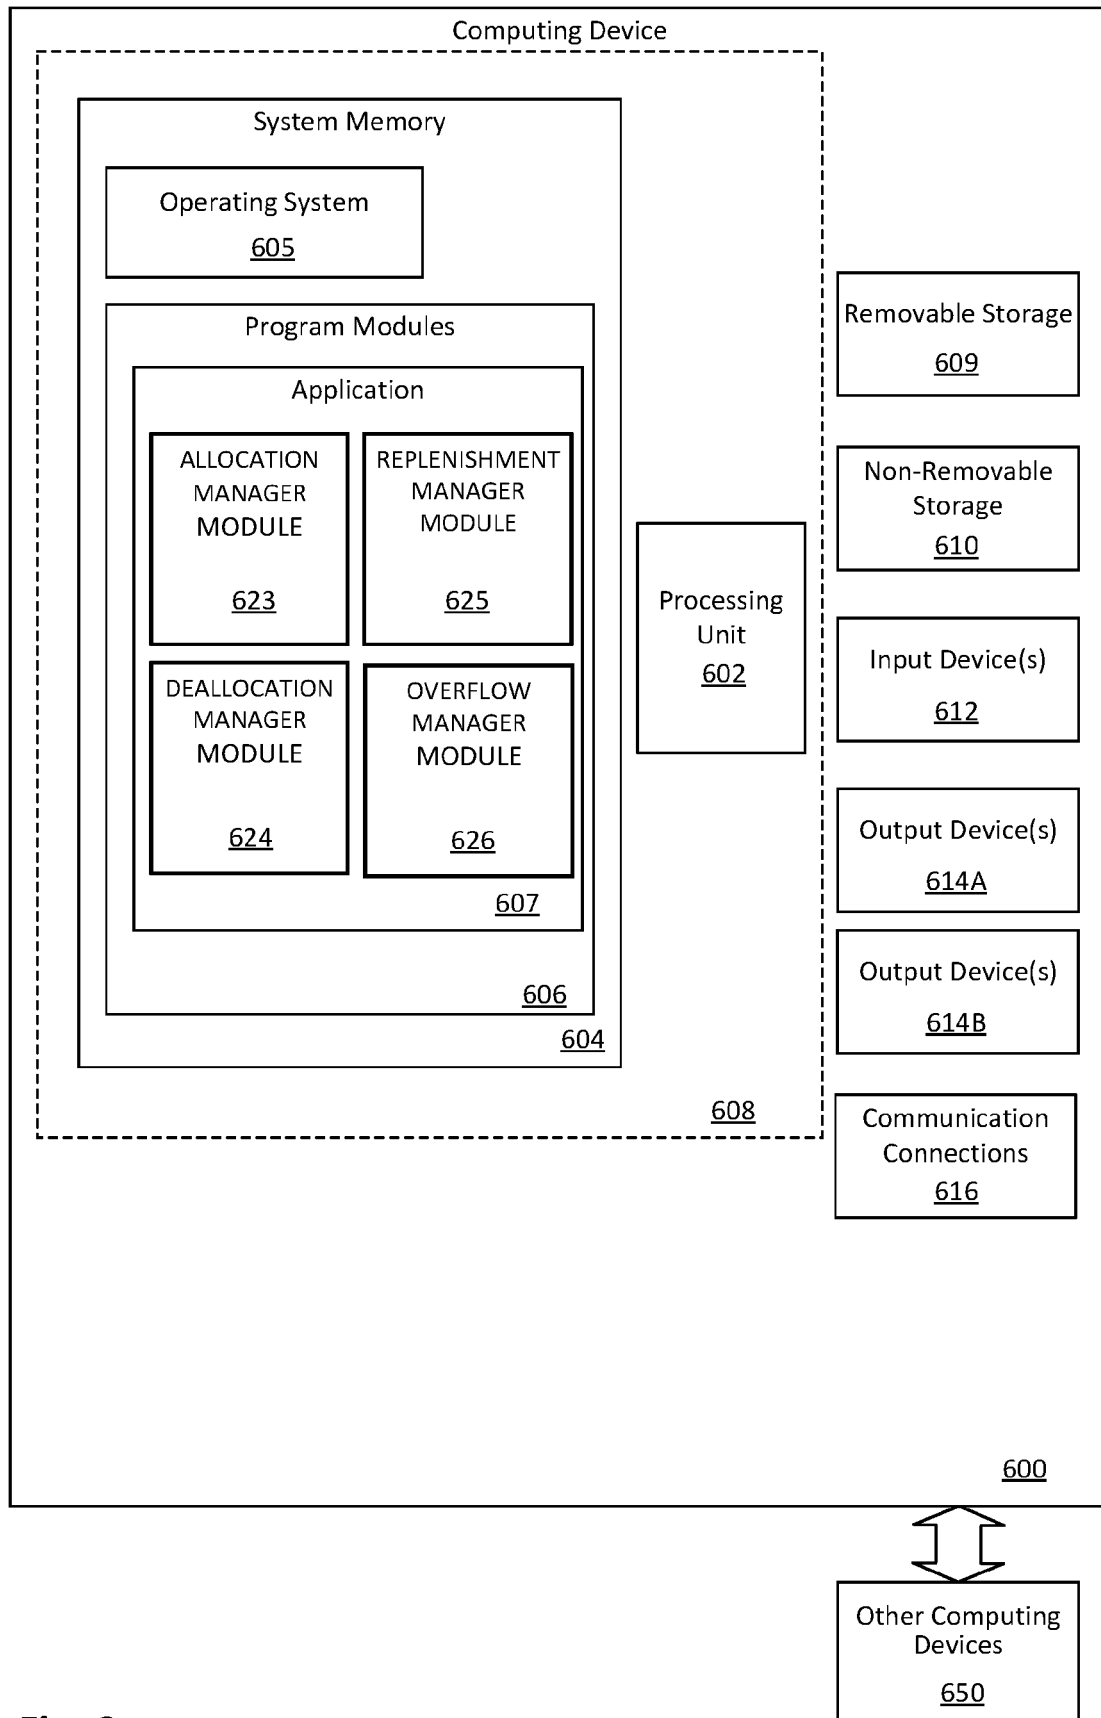 Computing Device
System Memory
Operating System
605
Program Modules
Application
ALLOCATION
MANAGER
MODULE
623
REPLENISHMENT
MANAGER
MODULE
625
DEALLOCATION
MANAGER
MODULE
624
OVERFLOW
MANAGER
MODULE
626
607
606
604
Processing
Unit
602
608
Removable Storage
609
Non-Removable
Storage
610
Input Device(s)
612
Output Device(s)
614A
Output Device(s)
614B
Communication
Connections
616
600
Other Computing
Devices
650